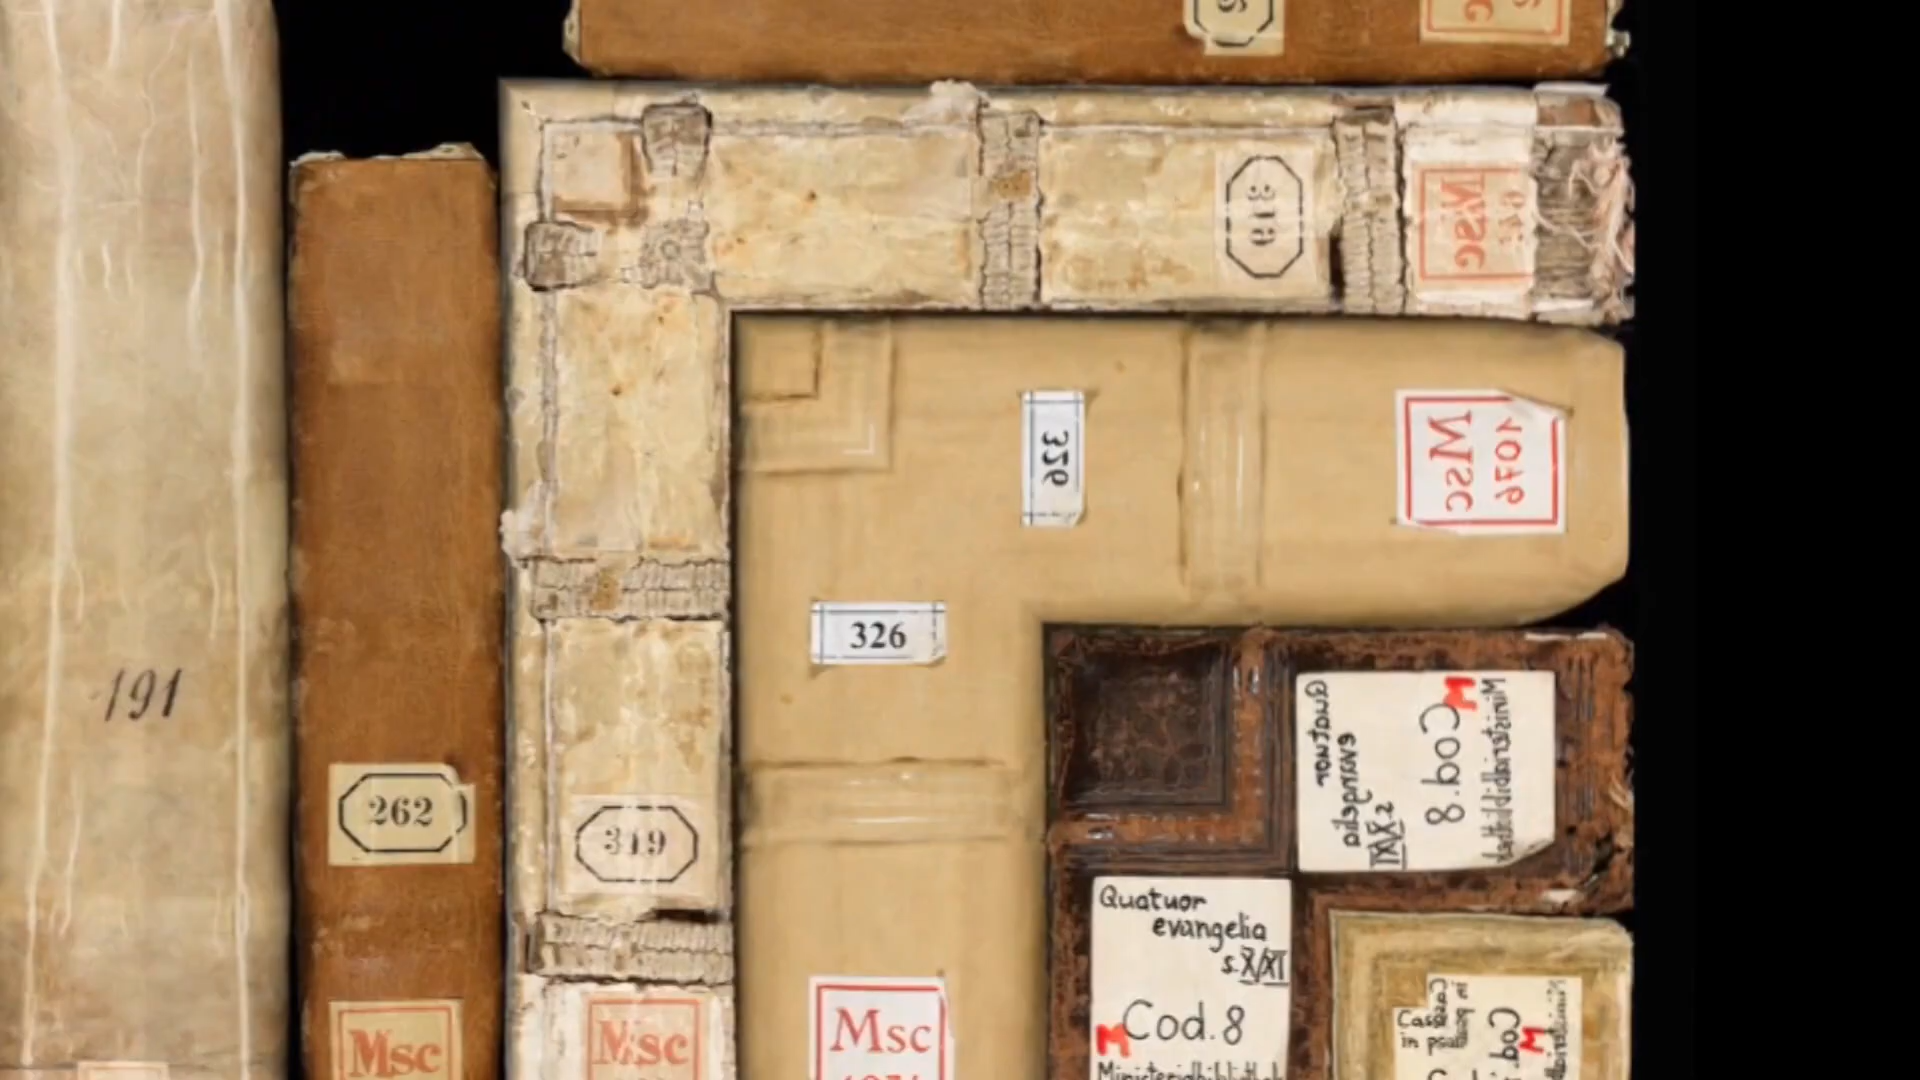 191
262
Msc
319
Msc
319
Msc
326
Msc
326
Msc
1076
Quatuor
evangelia
s. X/XI
Cod. 8
M
Ministerialbibliothek
Quatuor
evangelia
s. X/XI
M
Cod. 8
Ministerialbibliothek
M
Cod